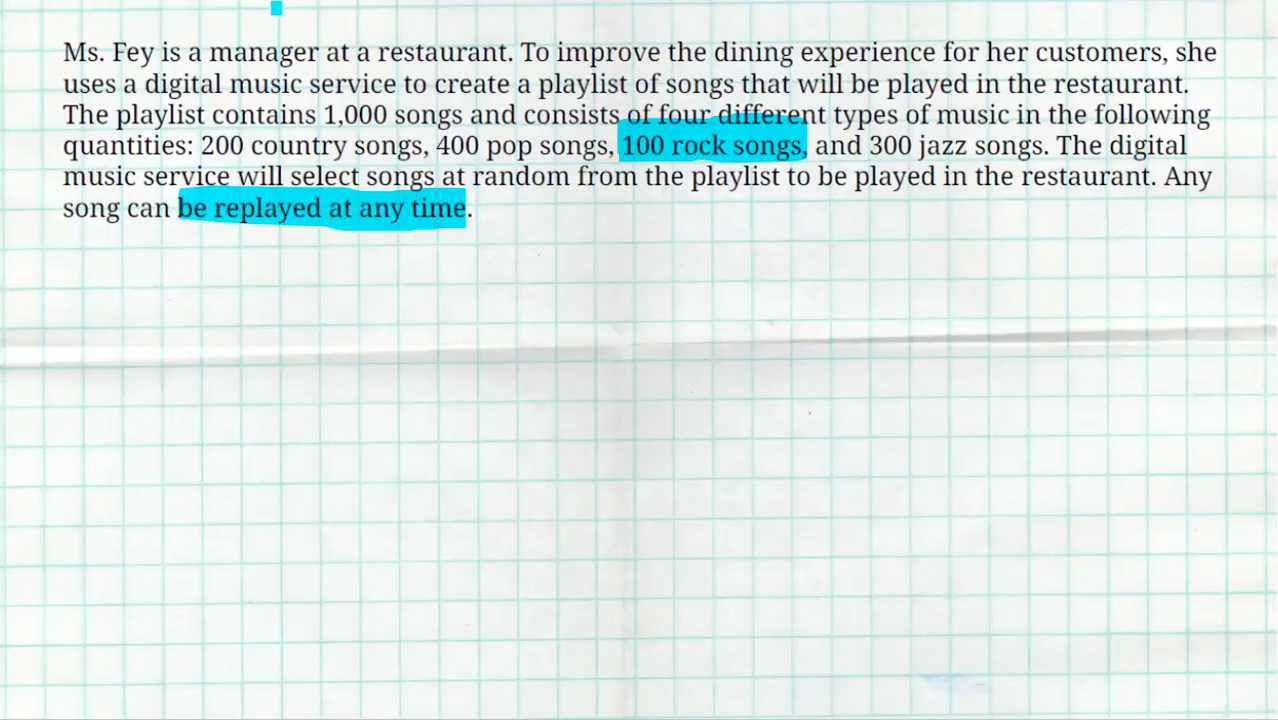 Ms. Fey is a manager at a restaurant. To improve the dining experience for her customers, she
uses a digital music service to create a playlist of songs that will be played in the restaurant.
The playlist contains 1,000 songs and consists of four different types of music in the following
quantities: 200 country songs, 400 pop songs, 100 rock songs, and 300 jazz songs. The digital
music service will select songs at random from the playlist to be played in the restaurant. Any
song can be replayed at any time.